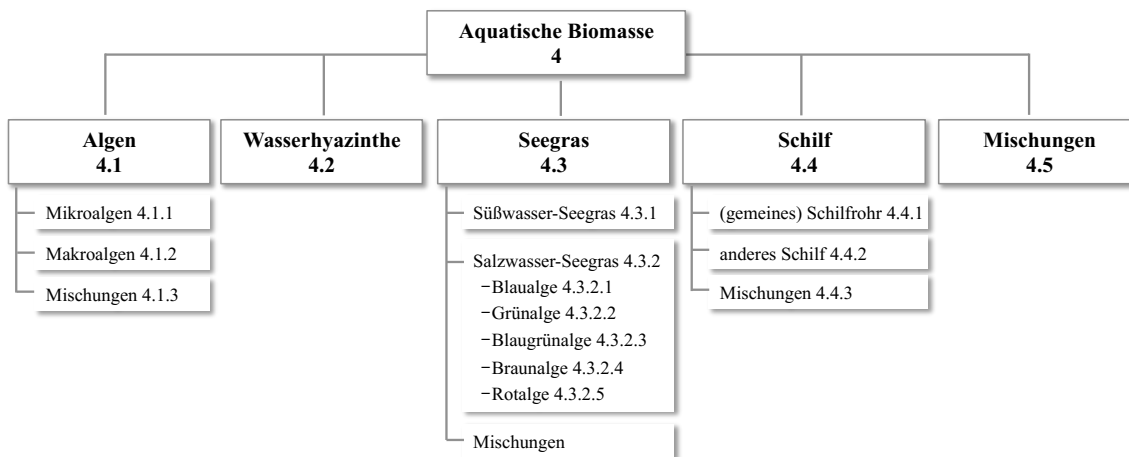 Aquatische Biomasse
4
Algen
4.1
Mikroalgen 4.1.1
Makroalgen 4.1.2
Mischungen 4.1.3
Wasserhyazinthe
4.2
Seegras
4.3
Süßwasser-Seegras 4.3.1
Salzwasser-Seegras 4.3.2
–Blaualge 4.3.2.1
–Grünalge 4.3.2.2
–Blaugrünalge 4.3.2.3
–Braunalge 4.3.2.4
–Rotalge 4.3.2.5
Mischungen
Schilf
4.4
(gemeines) Schilfrohr 4.4.1
anderes Schilf 4.4.2
Mischungen 4.4.3
Mischungen
4.5